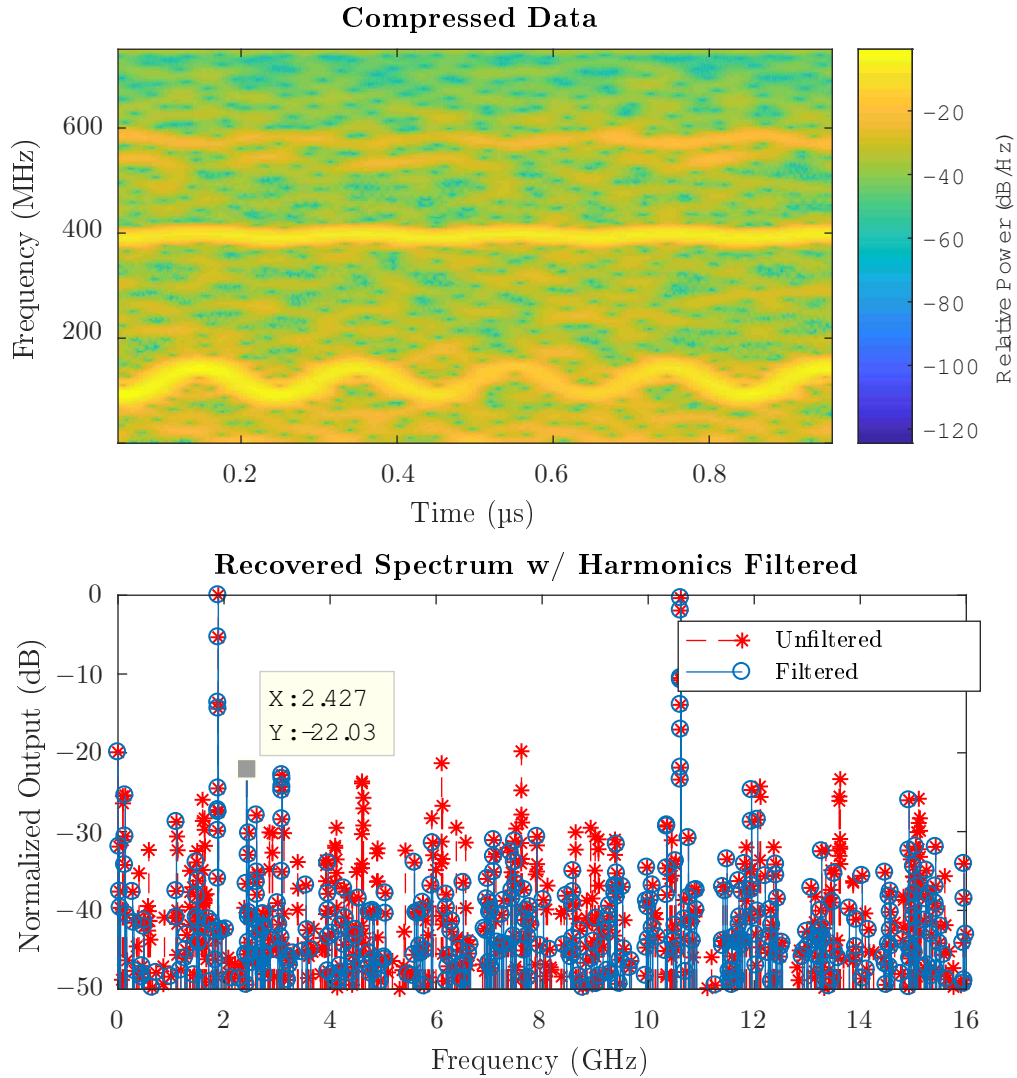 Compressed Data
Frequency (MHz)
600
400
200
0.2 0.4 0.6 0.8
Time (µs)
−20
−40
−60
−80
−100
−120
Relative Power (dB/Hz)
Recovered Spectrum w/ Harmonics Filtered
Normalized Output (dB)
0
−10
−20
−30
−40
−50
X:2.427
Y:−22.03
Unfiltered
Filtered
0 2 4 6 8 10 12 14 16
Frequency (GHz)